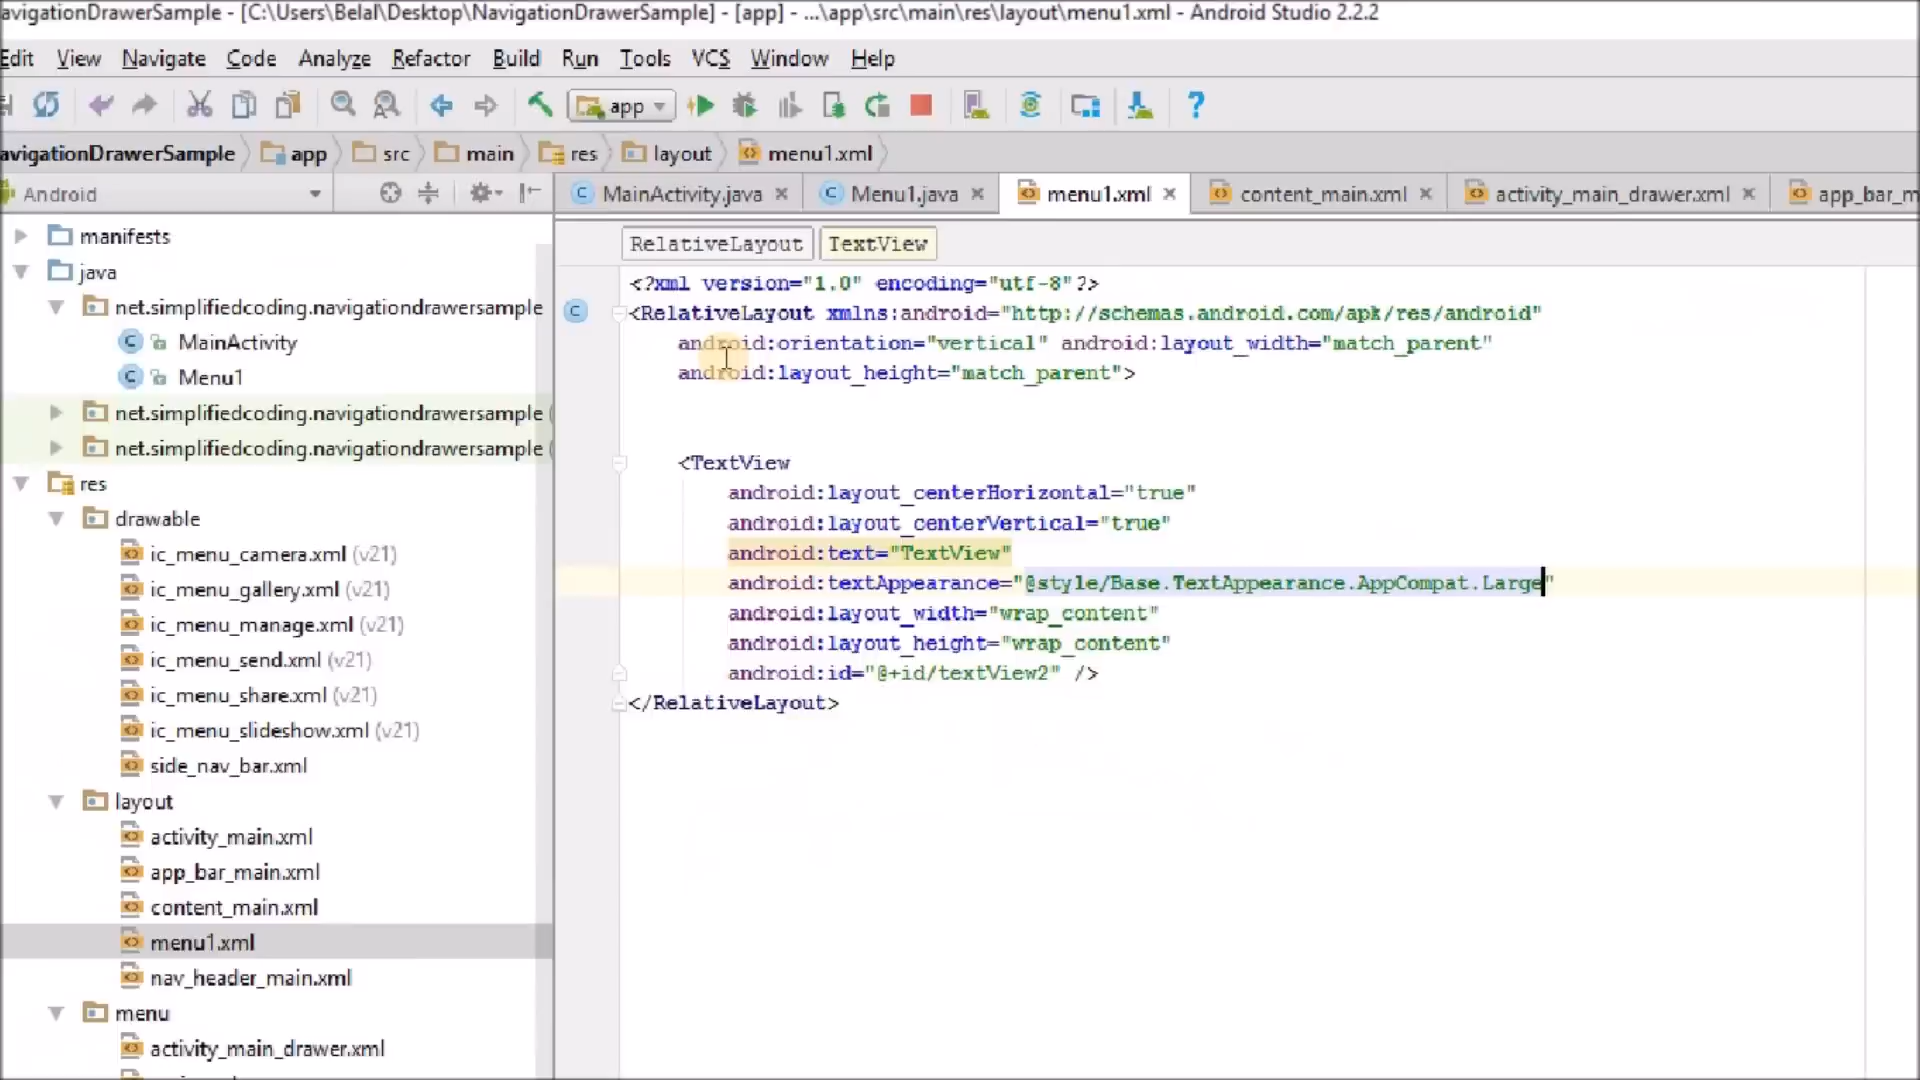 avigationDrawerSample - [C:\Users\Belal\Desktop\NavigationDrawerSample] - [app] - ...\app\src\main\res\layout\menu1.xml - Android Studio 2.2.2
Edit View Navigate Code Analyze Refactor Build Run Tools VCS Window Help
app
avigationDrawerSample app src main res layout menu1.xml
Android
MainActivity.java Menu1.java menu1.xml content_main.xml activity_main_drawer.xml app_bar_m
RelativeLayout TextView
manifests
java
net.simplifiedcoding.navigationdrawersample
MainActivity
Menu1
net.simplifiedcoding.navigationdrawersample (
net.simplifiedcoding.navigationdrawersample (
res
drawable
ic_menu_camera.xml (v21)
ic_menu_gallery.xml (v21)
ic_menu_manage.xml (v21)
ic_menu_send.xml (v21)
ic_menu_share.xml (v21)
ic_menu_slideshow.xml (v21)
side_nav_bar.xml
layout
activity_main.xml
app_bar_main.xml
content_main.xml
menu1.xml
nav_header_main.xml
menu
activity_main_drawer.xml
<?xml version="1.0" encoding="utf-8"?>
<RelativeLayout xmlns:android="http://schemas.android.com/apk/res/android"
android:orientation="vertical" android:layout_width="match_parent"
android:layout_height="match_parent">
<TextView
android:layout_centerHorizontal="true"
android:layout_centerVertical="true"
android:text="TextView"
android:textAppearance="@style/Base.TextAppearance.AppCompat.Large"
android:layout_width="wrap_content"
android:layout_height="wrap_content"
android:id="@+id/textView2" />
</RelativeLayout>